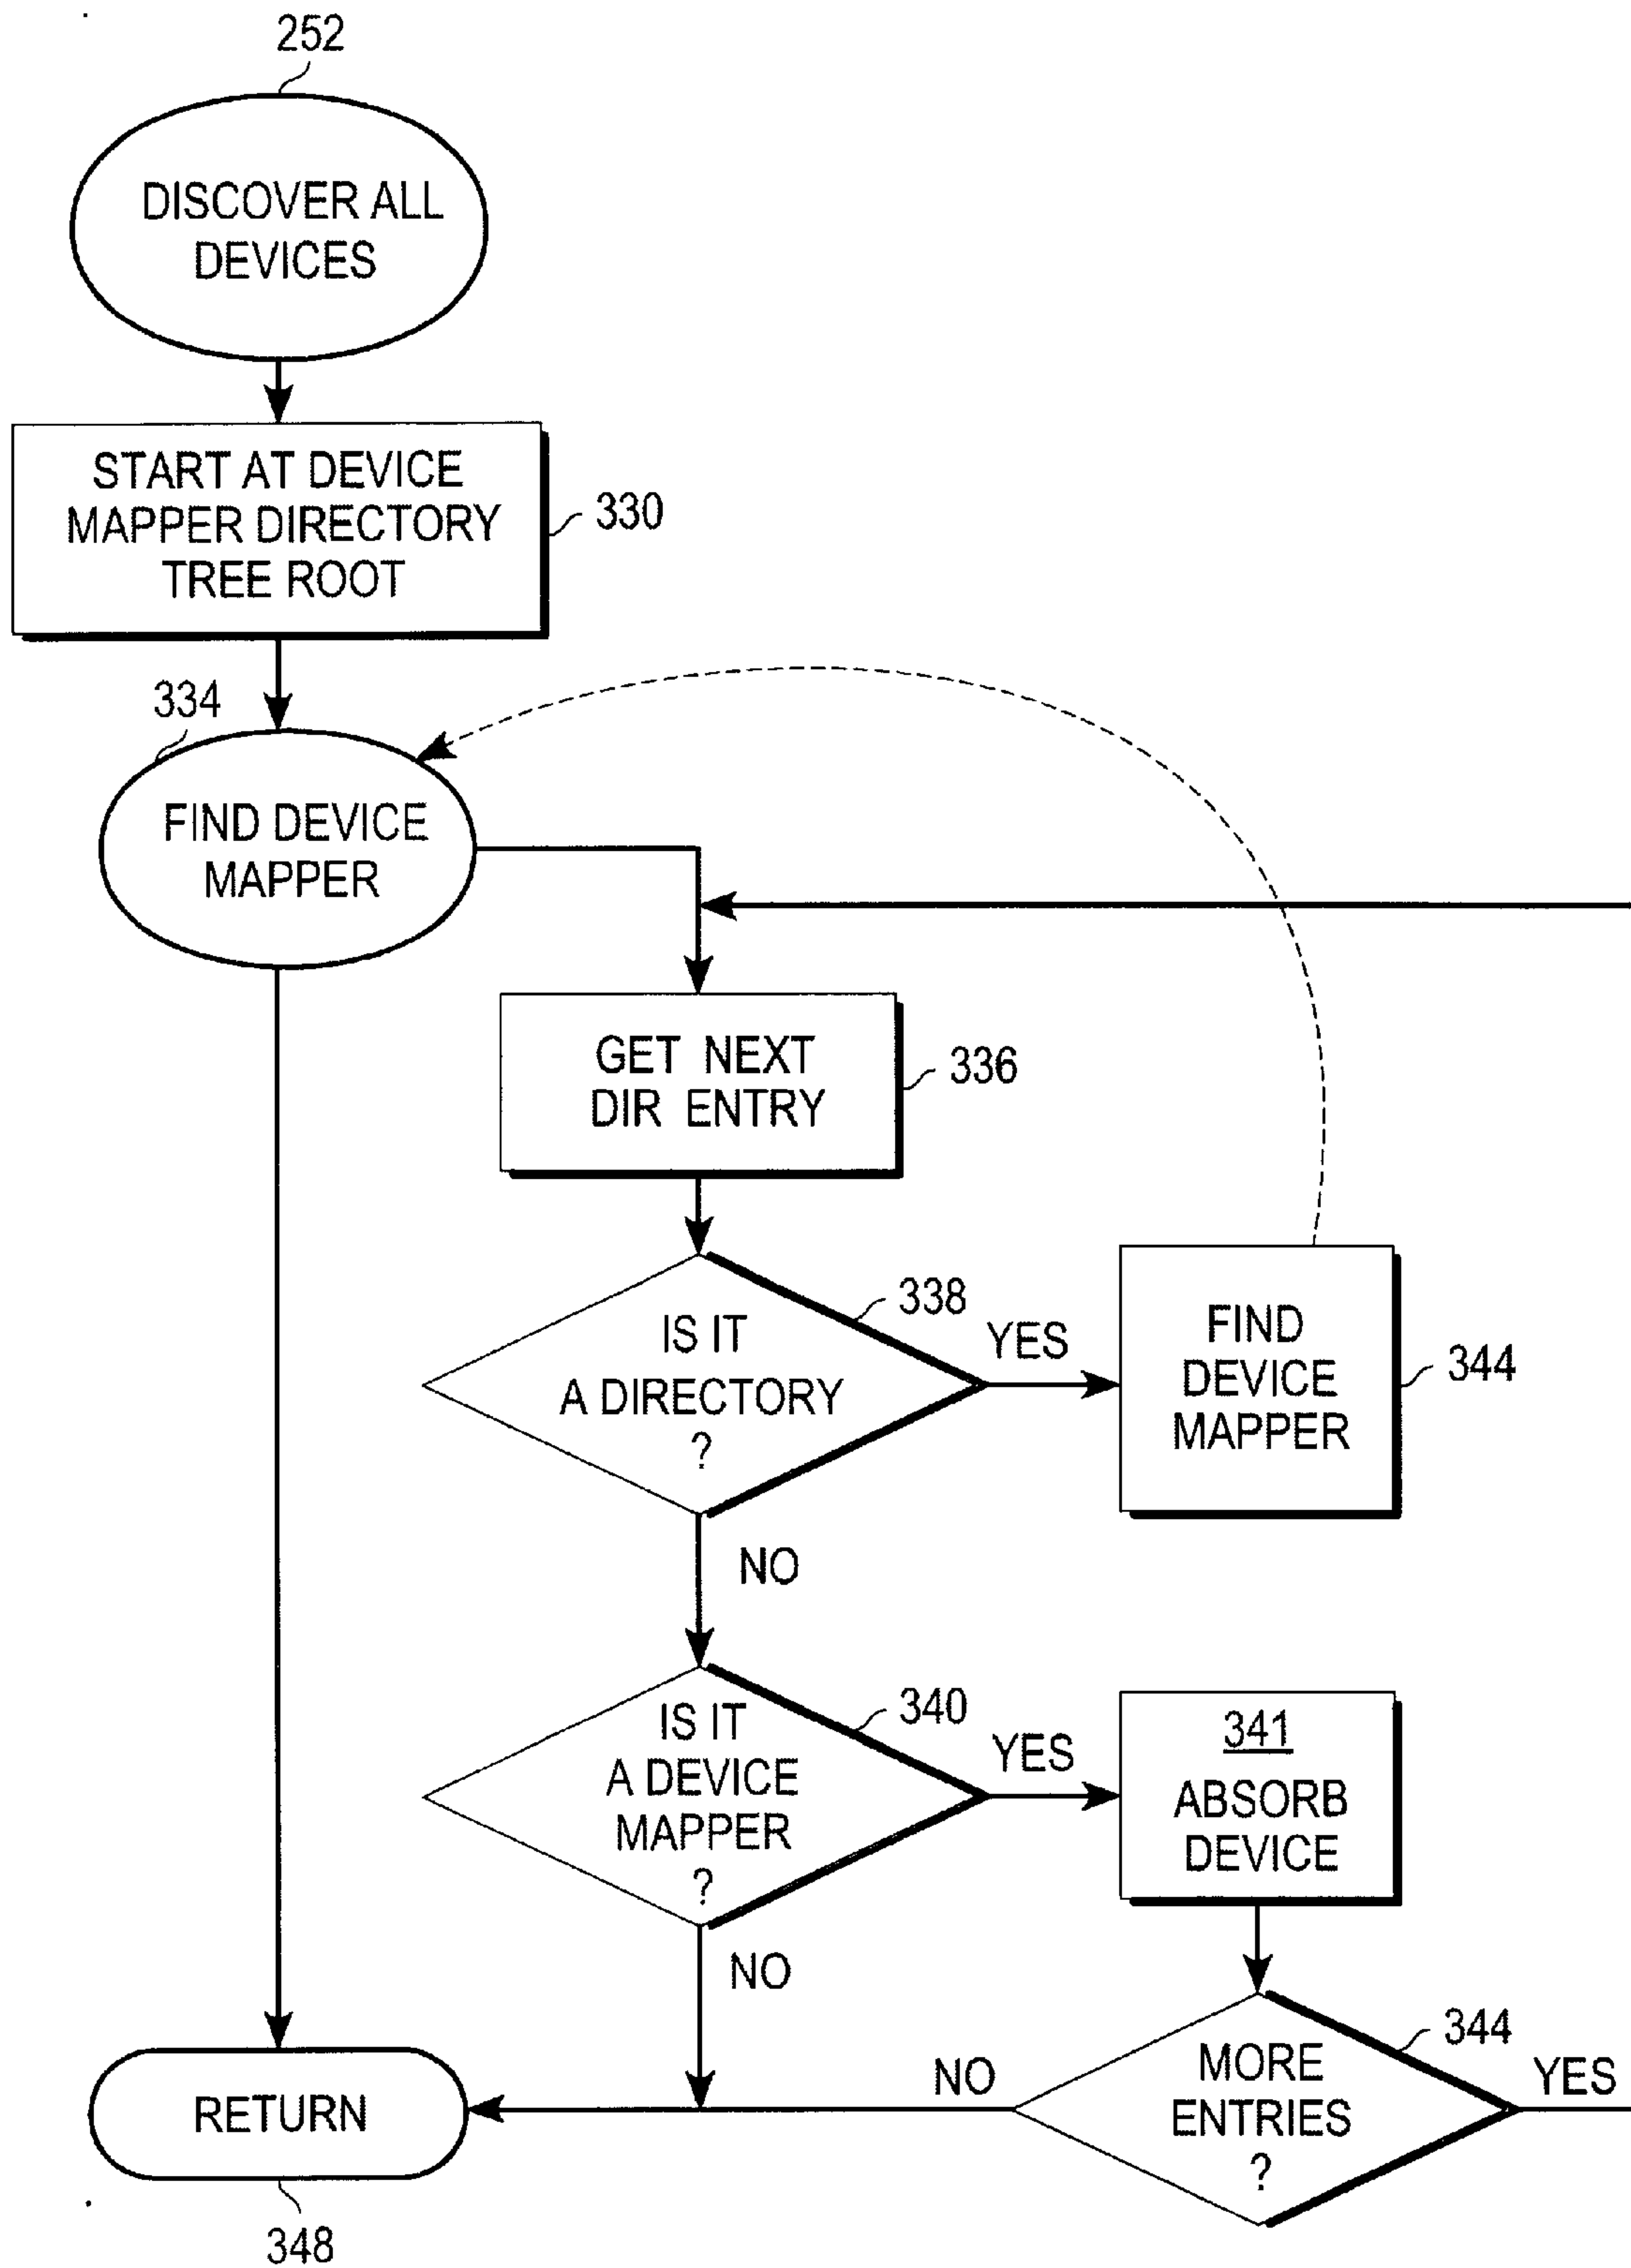 252
DISCOVER ALL
DEVICES
START AT DEVICE
MAPPER DIRECTORY
TREE ROOT
330
334
FIND DEVICE
MAPPER
GET NEXT
DIR ENTRY
336
IS IT
A DIRECTORY
?
338
YES
FIND
DEVICE
MAPPER
344
NO
IS IT
A DEVICE
MAPPER
?
340
YES
341
ABSORB
DEVICE
NO
MORE
ENTRIES
?
344
YES
NO
RETURN
348